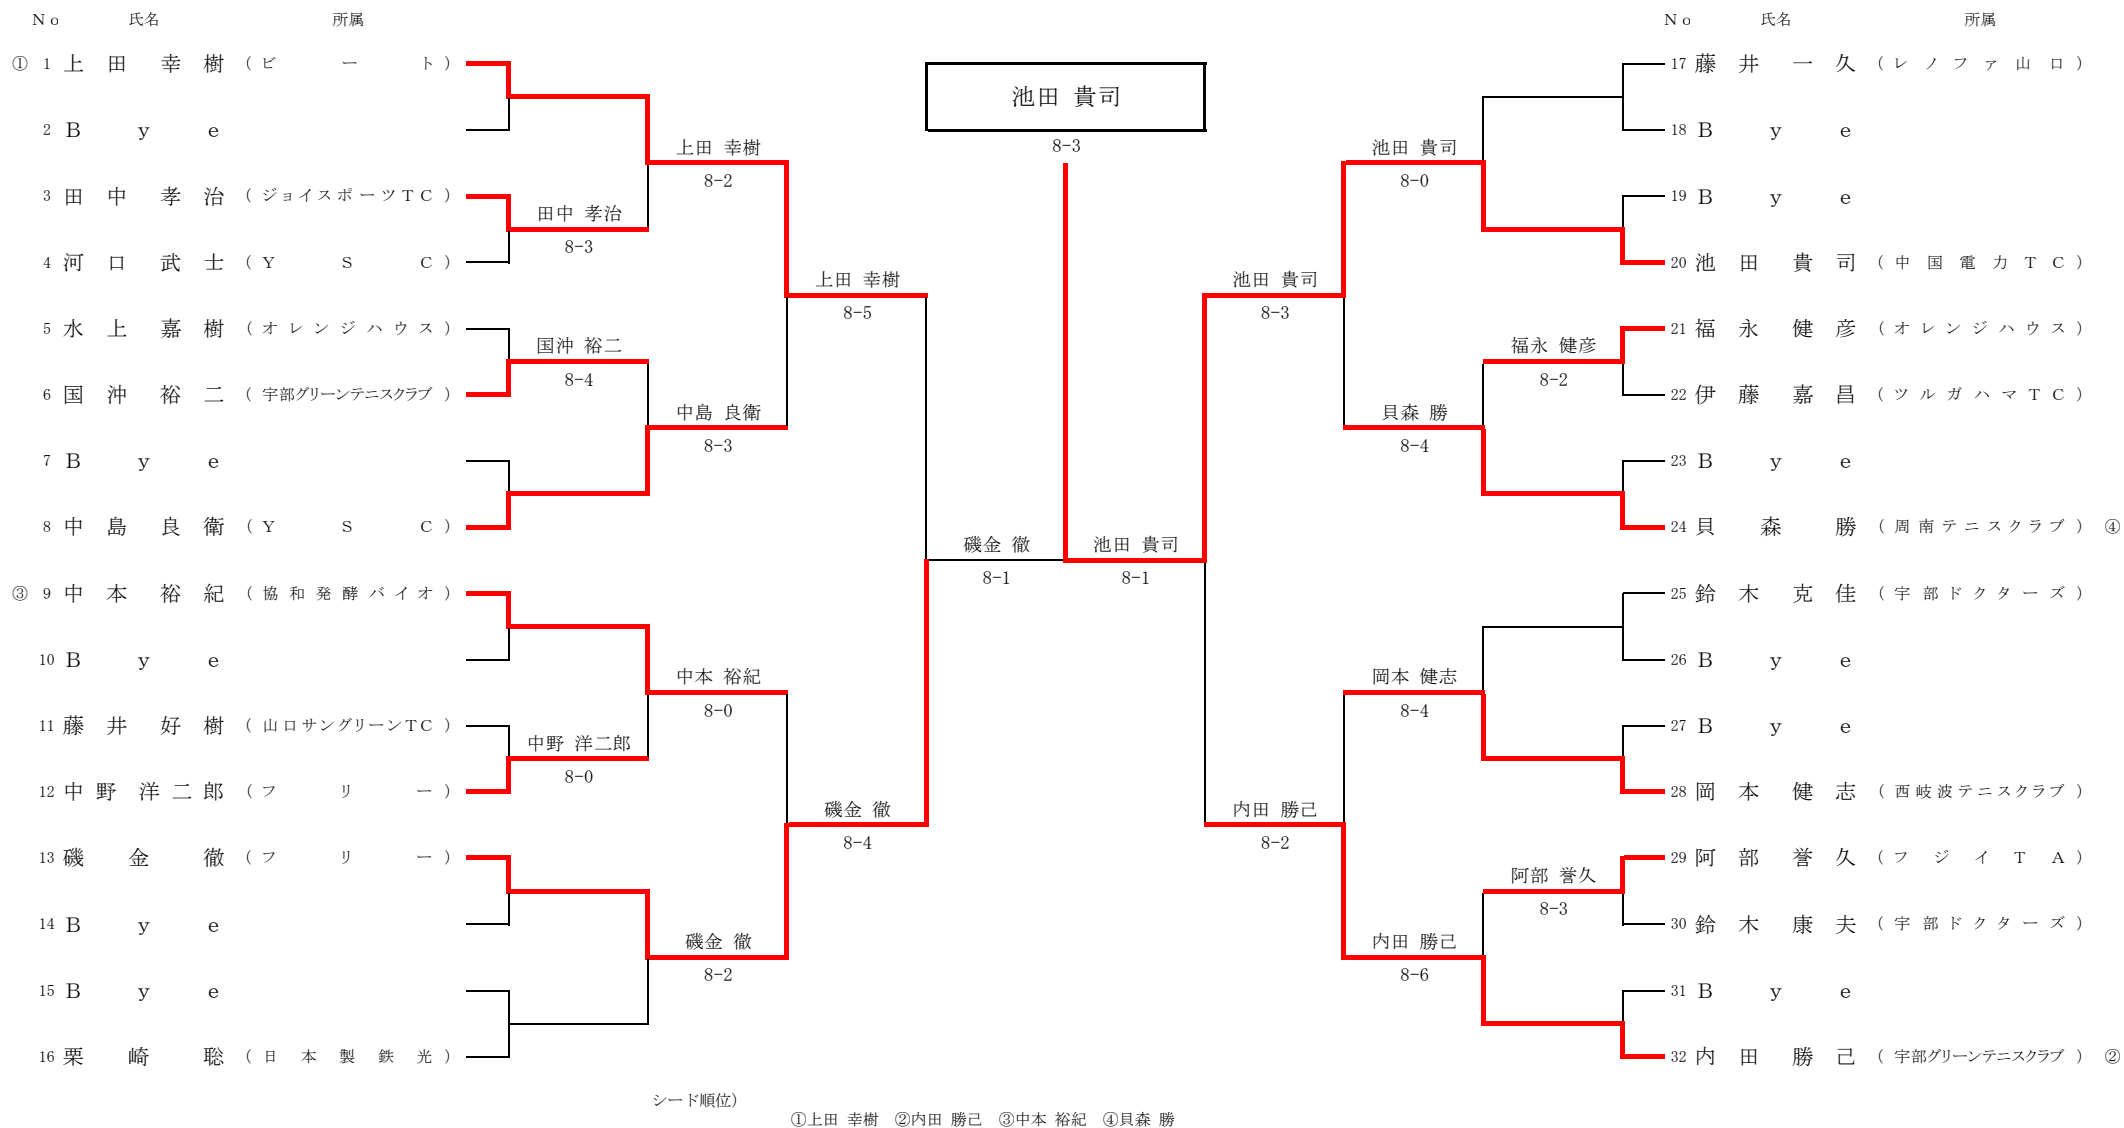 No 氏名 所属
① 1 上田 幸樹 (ビート)
2 Bye
3 田中 孝治 (ジョイスポーツTC)
4 河口 武士 (YSC)
5 水上 嘉樹 (オレンジハウス)
6 国沖 裕二 (宇部グリーンテニスクラブ)
7 Bye
8 中島 良衛 (YSC)
③ 9 中本 裕紀 (協和発酵バイオ)
10 Bye
11 藤井 好樹 (山口サングリーンTC)
12 中野 洋二郎 (フリー)
13 磯金 徹 (フリー)
14 Bye
15 Bye
16 栗崎 聡 (日本製鉄光)
田中 孝治
8-3
国沖 裕二
8-4
中野 洋二郎
8-0
上田 幸樹
8-2
中島 良衛
8-3
中本 裕紀
8-0
磯金 徹
8-2
上田 幸樹
8-5
磯金 徹
8-4
磯金 徹
8-1
池田 貴司
8-3
池田 貴司
8-1
池田 貴司
8-3
内田 勝己
8-2
池田 貴司
8-0
貝森 勝
8-4
岡本 健志
8-4
内田 勝己
8-6
福永 健彦
8-2
阿部 誉久
8-3
No 氏名 所属
17 藤井 一久 (レノファ山口)
18 Bye
19 Bye
20 池田 貴司 (中国電力TC)
21 福永 健彦 (オレンジハウス)
22 伊藤 嘉昌 (ツルガハマTC)
23 Bye
24 貝森 勝 (周南テニスクラブ) ④
25 鈴木 克佳 (宇部ドクターズ)
26 Bye
27 Bye
28 岡本 健志 (西岐波テニスクラブ)
29 阿部 誉久 (フジイTA)
30 鈴木 康夫 (宇部ドクターズ)
31 Bye
32 内田 勝己 (宇部グリーンテニスクラブ) ②
シード順位)
①上田 幸樹 ②内田 勝己 ③中本 裕紀 ④貝森 勝